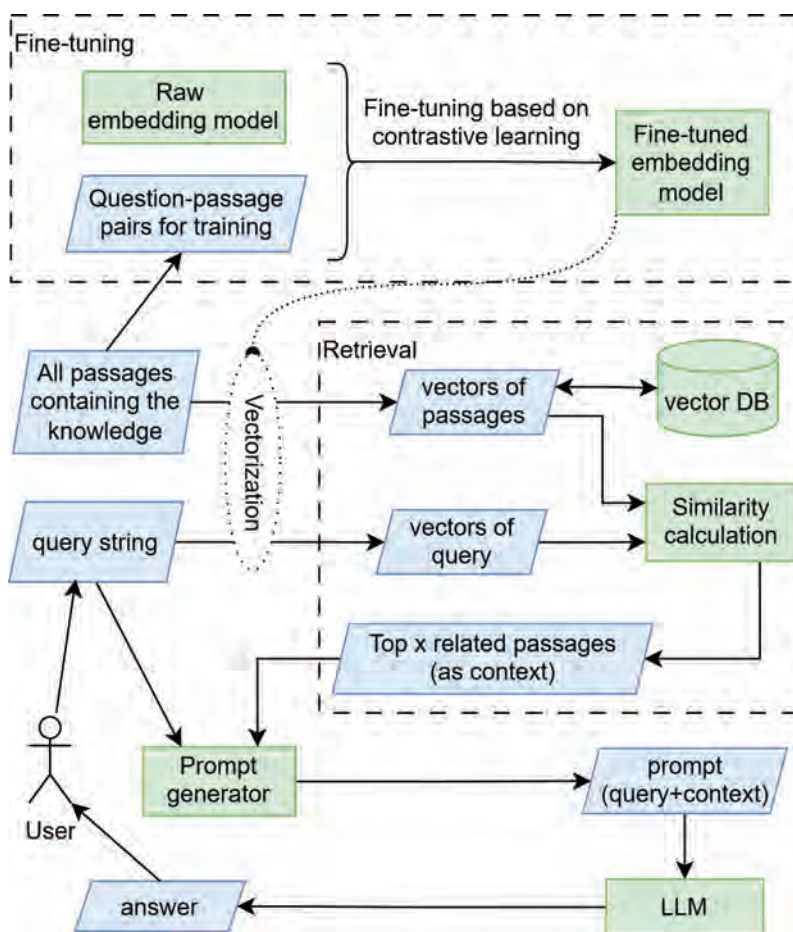 Fine-tuning
Raw
embedding model
Fine-tuning based on
contrastive learning
Fine-tuned
embedding
model
Question-passage
pairs for training
All passages
containing the
knowledge
Vectorization
Retrieval
vectors of
passages
vector DB
query string
vectors of
query
Similarity
calculation
Top x related passages
(as context)
User
Prompt
generator
prompt
(query+context)
answer
LLM